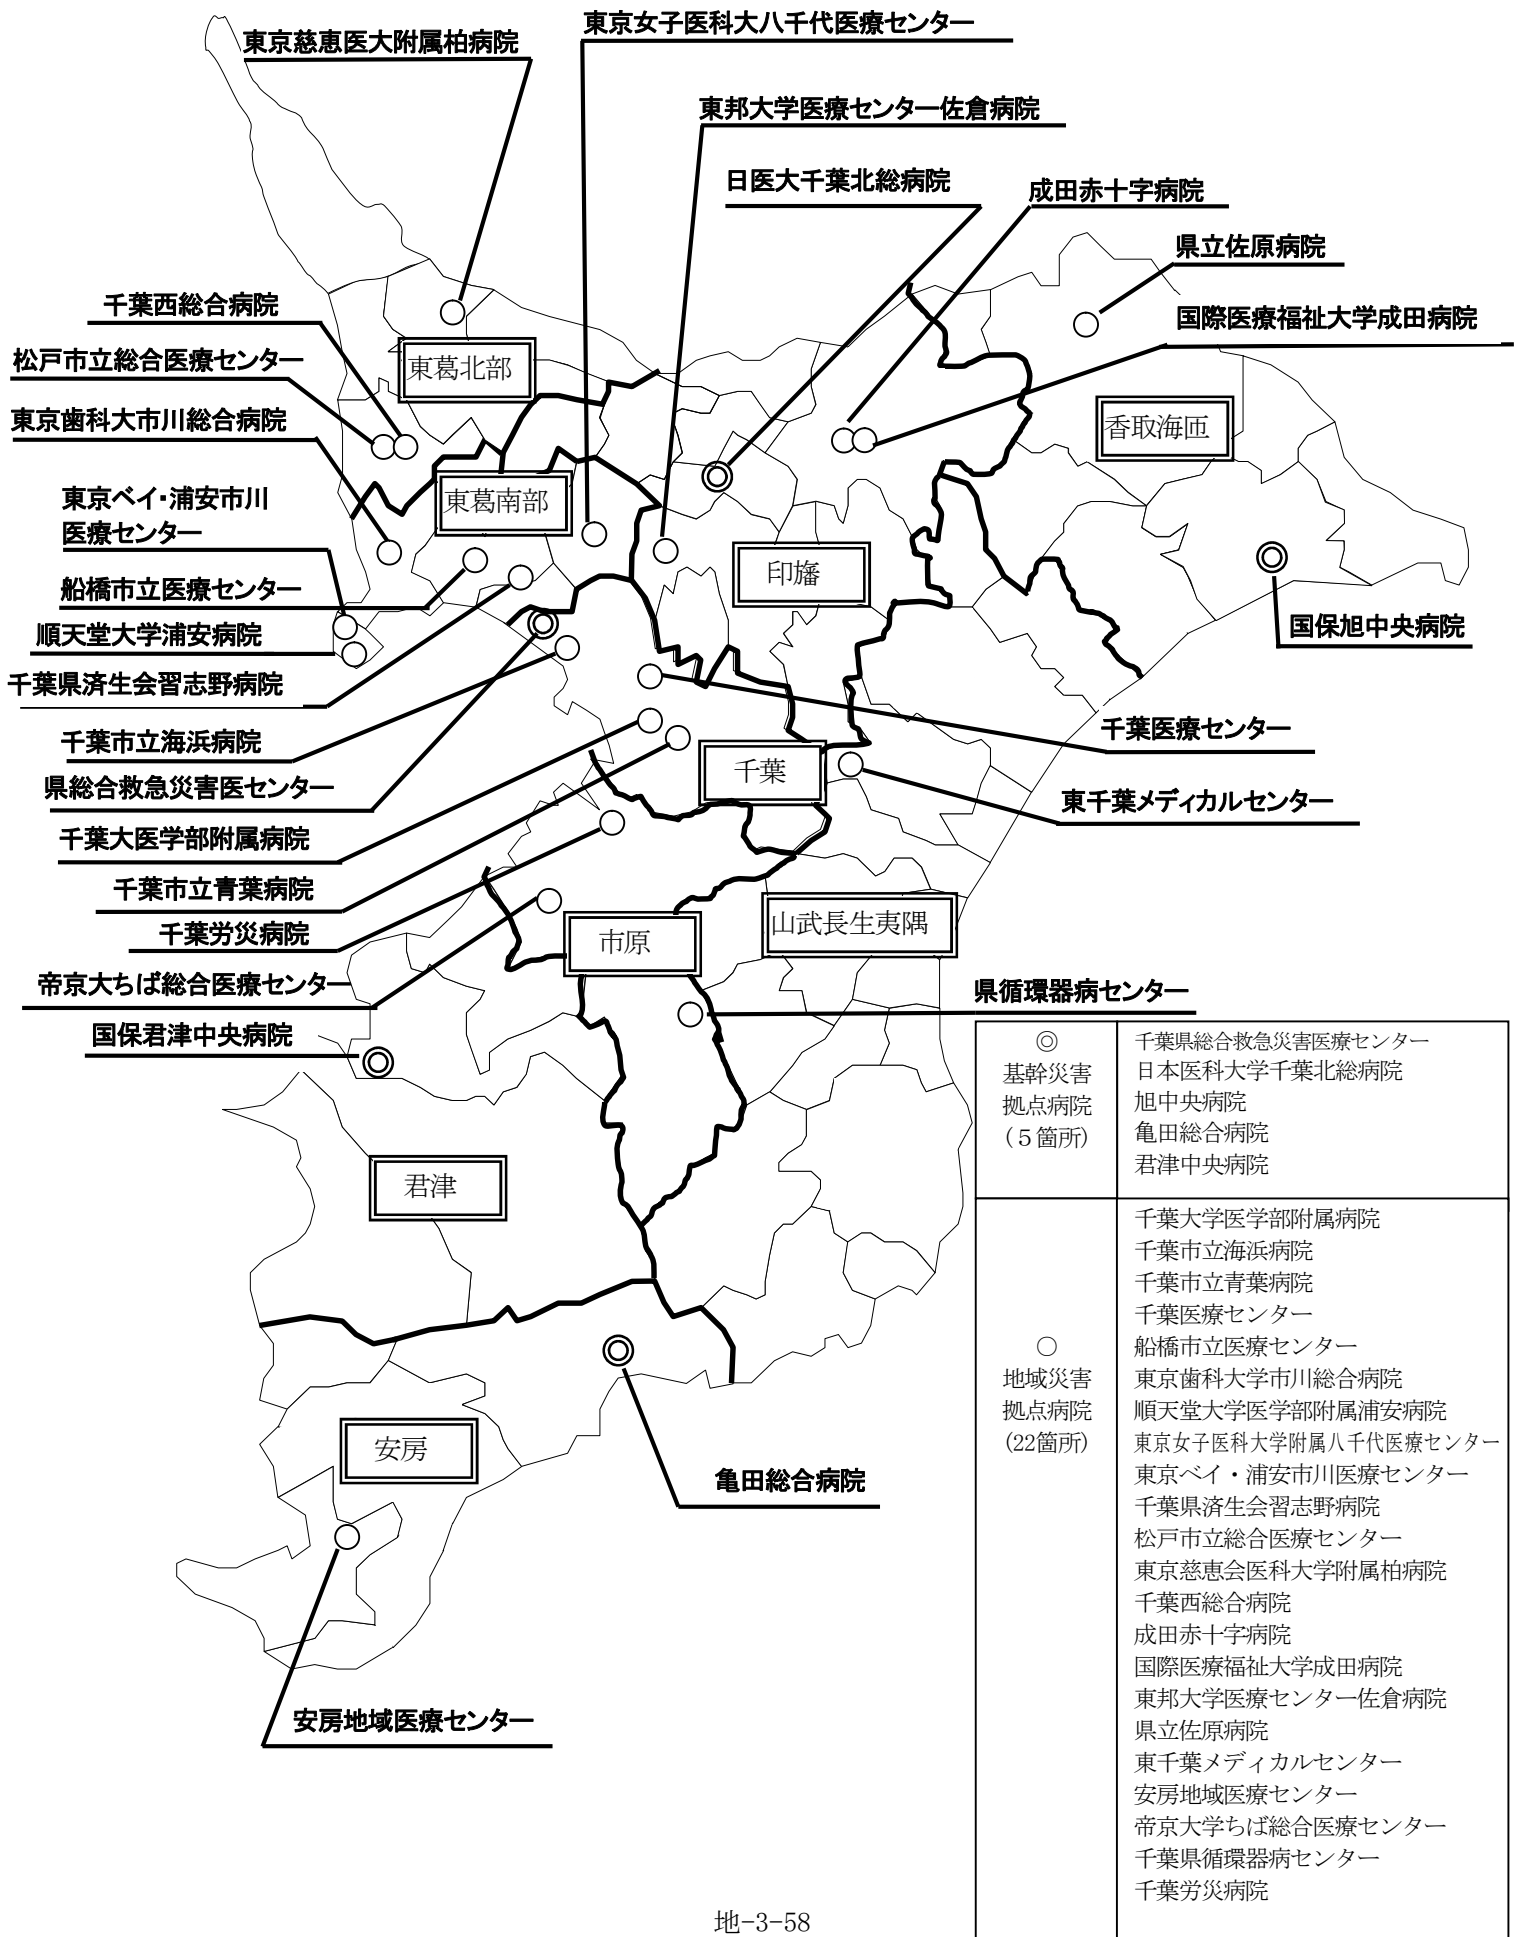 東京慈恵医大附属柏病院
東京女子医科大八千代医療センター
東邦大学医療センター佐倉病院
日医大千葉北総病院
成田赤十字病院
県立佐原病院
国際医療福祉大学成田病院
千葉西総合病院
松戸市立総合医療センター
東京歯科大市川総合病院
東京ベイ・浦安市川
医療センター
船橋市立医療センター
順天堂大学浦安病院
千葉県済生会習志野病院
千葉市立海浜病院
県総合救急災害医センター
千葉大医学部附属病院
千葉市立青葉病院
千葉労災病院
帝京大ちば総合医療センター
国保君津中央病院
東葛北部
東葛南部
印旛
香取海匝
千葉
市原
山武長生夷隅
君津
安房
国保旭中央病院
千葉医療センター
東千葉メディカルセンター
県循環器病センター
亀田総合病院
安房地域医療センター
◎
基幹災害
拠点病院
(5箇所)
千葉県総合救急災害医療センター
日本医科大学千葉北総病院
旭中央病院
亀田総合病院
君津中央病院
○
地域災害
拠点病院
(22箇所)
千葉大学医学部附属病院
千葉市立海浜病院
千葉市立青葉病院
千葉医療センター
船橋市立医療センター
東京歯科大学市川総合病院
順天堂大学医学部附属浦安病院
東京女子医科大学附属八千代医療センター
東京ベイ・浦安市川医療センター
千葉県済生会習志野病院
松戸市立総合医療センター
東京慈恵会医科大学附属柏病院
千葉西総合病院
成田赤十字病院
国際医療福祉大学成田病院
東邦大学医療センター佐倉病院
県立佐原病院
東千葉メディカルセンター
安房地域医療センター
帝京大学ちば総合医療センター
千葉県循環器病センター
千葉労災病院
地-3-58